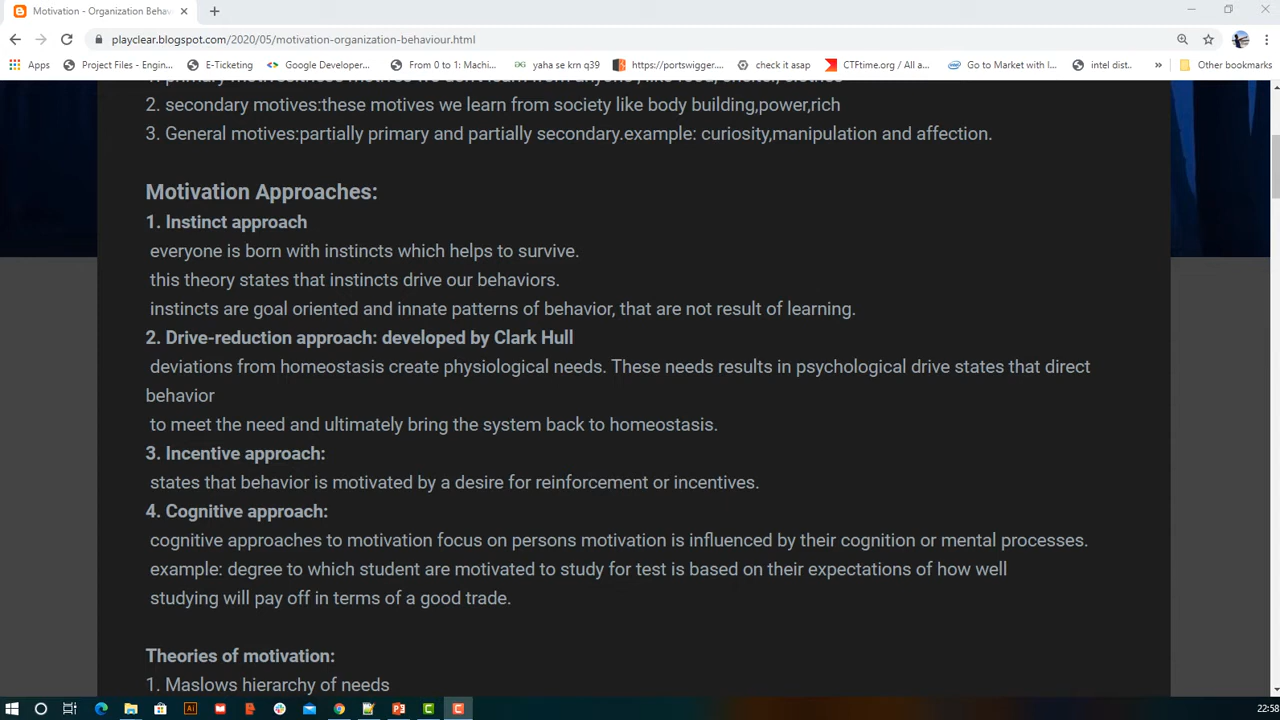 Motivation - Organization Behav
playclear.blogspot.com/2020/05/motivation-organization-behaviour.html
Apps Project Files - Engin... E-Ticketing Google Developer... From 0 to 1: Machi... yaha se krn q39 https://portswigger.... check it asap CTFtime.org / All a... Go to Market with I... intel dist.. » Other bookmarks
2. secondary motives:these motives we learn from society like body building,power,rich
3. General motives:partially primary and partially secondary.example: curiosity,manipulation and affection.
Motivation Approaches:
1. Instinct approach
everyone is born with instincts which helps to survive.
this theory states that instincts drive our behaviors.
instincts are goal oriented and innate patterns of behavior, that are not result of learning.
2. Drive-reduction approach: developed by Clark Hull
deviations from homeostasis create physiological needs. These needs results in psychological drive states that direct
behavior
to meet the need and ultimately bring the system back to homeostasis.
3. Incentive approach:
states that behavior is motivated by a desire for reinforcement or incentives.
4. Cognitive approach:
cognitive approaches to motivation focus on persons motivation is influenced by their cognition or mental processes.
example: degree to which student are motivated to study for test is based on their expectations of how well
studying will pay off in terms of a good trade.
Theories of motivation:
1. Maslows hierarchy of needs
22:58